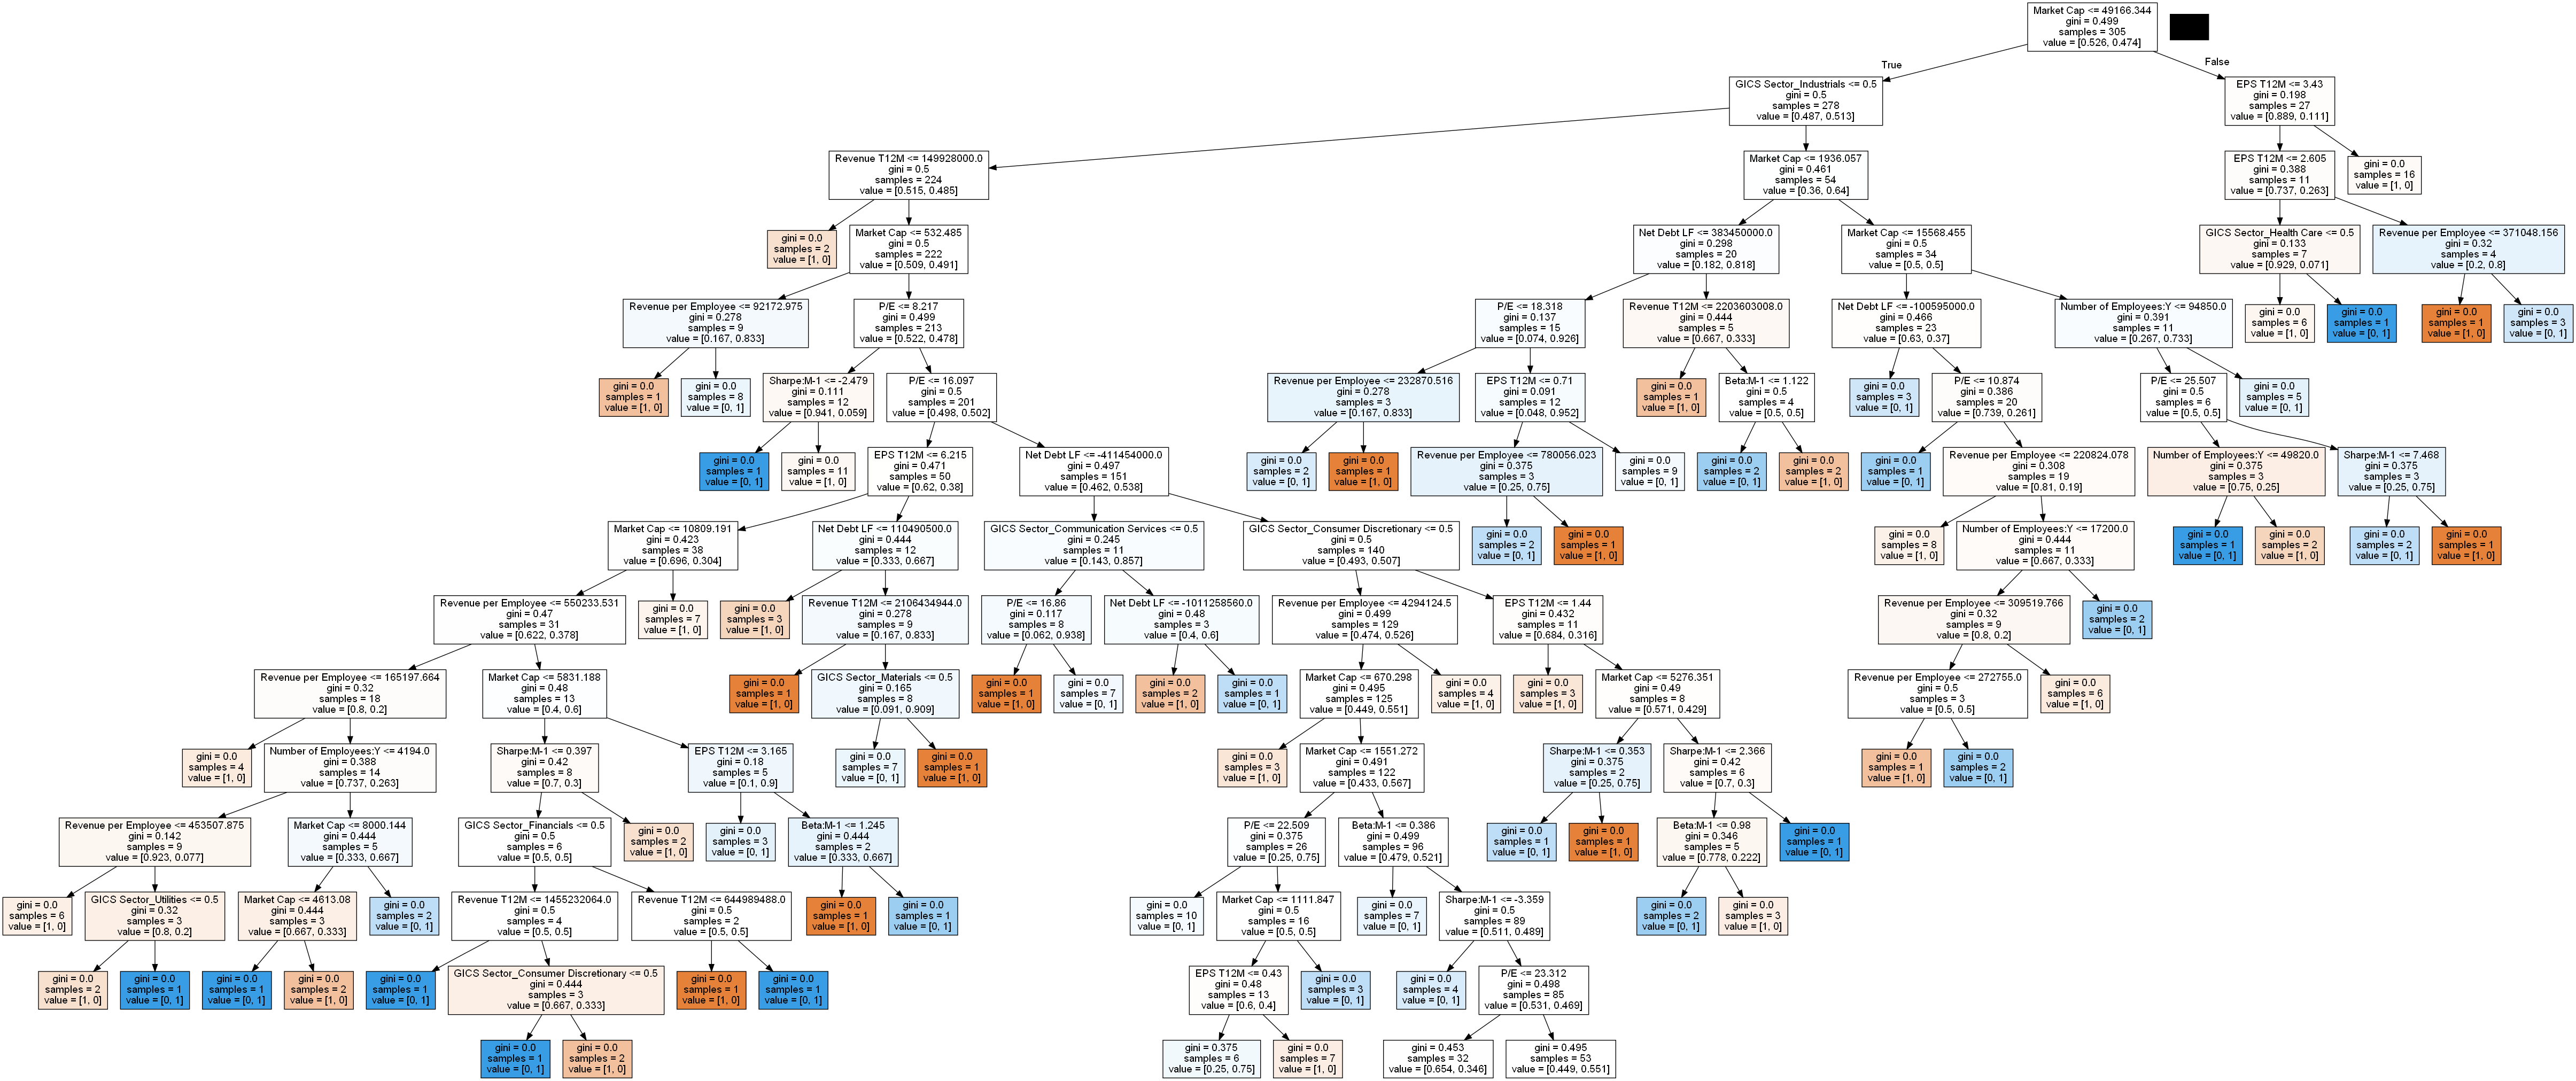 Market Cap <= 49166.344
gini = 0.499
samples = 305
value = [0.526, 0.474]
True
False
GICS Sector_Industrials <= 0.5
gini = 0.5
samples = 278
value = [0.487, 0.513]
EPS T12M <= 3.43
gini = 0.198
samples = 27
value = [0.889, 0.111]
Revenue T12M <= 149928000.0
gini = 0.5
samples = 224
value = [0.515, 0.485]
Market Cap <= 1936.057
gini = 0.461
samples = 54
value = [0.36, 0.64]
EPS T12M <= 2.605
gini = 0.388
samples = 11
value = [0.737, 0.263]
gini = 0.0
samples = 16
value = [1, 0]
gini = 0.0
samples = 2
value = [1, 0]
Market Cap <= 532.485
gini = 0.5
samples = 222
value = [0.509, 0.491]
Net Debt LF <= 383450000.0
gini = 0.298
samples = 20
value = [0.182, 0.818]
Market Cap <= 15568.455
gini = 0.5
samples = 34
value = [0.5, 0.5]
GICS Sector_Health Care <= 0.5
gini = 0.133
samples = 7
value = [0.929, 0.071]
Revenue per Employee <= 371048.156
gini = 0.32
samples = 4
value = [0.2, 0.8]
Revenue per Employee <= 92172.975
gini = 0.278
samples = 9
value = [0.167, 0.833]
P/E <= 8.217
gini = 0.499
samples = 213
value = [0.522, 0.478]
P/E <= 18.318
gini = 0.137
samples = 15
value = [0.074, 0.926]
Revenue T12M <= 2203603008.0
gini = 0.444
samples = 5
value = [0.667, 0.333]
Net Debt LF <= -100595000.0
gini = 0.466
samples = 23
value = [0.63, 0.37]
Number of Employees:Y <= 94850.0
gini = 0.391
samples = 11
value = [0.267, 0.733]
gini = 0.0
samples = 6
value = [1, 0]
gini = 0.0
samples = 1
value = [0, 1]
gini = 0.0
samples = 1
value = [1, 0]
gini = 0.0
samples = 3
value = [0, 1]
gini = 0.0
samples = 1
value = [1, 0]
gini = 0.0
samples = 8
value = [0, 1]
Sharpe:M-1 <= -2.479
gini = 0.111
samples = 12
value = [0.941, 0.059]
P/E <= 16.097
gini = 0.5
samples = 201
value = [0.498, 0.502]
Revenue per Employee <= 232870.516
gini = 0.278
samples = 3
value = [0.167, 0.833]
EPS T12M <= 0.71
gini = 0.091
samples = 12
value = [0.048, 0.952]
gini = 0.0
samples = 1
value = [1, 0]
Beta:M-1 <= 1.122
gini = 0.5
samples = 4
value = [0.5, 0.5]
gini = 0.0
samples = 3
value = [0, 1]
P/E <= 10.874
gini = 0.386
samples = 20
value = [0.739, 0.261]
P/E <= 25.507
gini = 0.5
samples = 6
value = [0.5, 0.5]
gini = 0.0
samples = 5
value = [0, 1]
gini = 0.0
samples = 1
value = [0, 1]
gini = 0.0
samples = 11
value = [1, 0]
EPS T12M <= 6.215
gini = 0.471
samples = 50
value = [0.62, 0.38]
Net Debt LF <= -411454000.0
gini = 0.497
samples = 151
value = [0.462, 0.538]
gini = 0.0
samples = 2
value = [0, 1]
gini = 0.0
samples = 1
value = [1, 0]
Revenue per Employee <= 780056.023
gini = 0.375
samples = 3
value = [0.25, 0.75]
gini = 0.0
samples = 9
value = [0, 1]
gini = 0.0
samples = 2
value = [0, 1]
gini = 0.0
samples = 2
value = [1, 0]
gini = 0.0
samples = 1
value = [0, 1]
Revenue per Employee <= 220824.078
gini = 0.308
samples = 19
value = [0.81, 0.19]
Number of Employees:Y <= 49820.0
gini = 0.375
samples = 3
value = [0.75, 0.25]
Sharpe:M-1 <= 7.468
gini = 0.375
samples = 3
value = [0.25, 0.75]
Market Cap <= 10809.191
gini = 0.423
samples = 38
value = [0.696, 0.304]
Net Debt LF <= 110490500.0
gini = 0.444
samples = 12
value = [0.333, 0.667]
GICS Sector_Communication Services <= 0.5
gini = 0.245
samples = 11
value = [0.143, 0.857]
GICS Sector_Consumer Discretionary <= 0.5
gini = 0.5
samples = 140
value = [0.493, 0.507]
gini = 0.0
samples = 2
value = [0, 1]
gini = 0.0
samples = 1
value = [1, 0]
gini = 0.0
samples = 8
value = [1, 0]
Number of Employees:Y <= 17200.0
gini = 0.444
samples = 11
value = [0.667, 0.333]
gini = 0.0
samples = 1
value = [0, 1]
gini = 0.0
samples = 2
value = [1, 0]
gini = 0.0
samples = 2
value = [0, 1]
gini = 0.0
samples = 1
value = [1, 0]
Revenue per Employee <= 550233.531
gini = 0.47
samples = 31
value = [0.622, 0.378]
gini = 0.0
samples = 7
value = [1, 0]
gini = 0.0
samples = 3
value = [1, 0]
Revenue T12M <= 2106434944.0
gini = 0.278
samples = 9
value = [0.167, 0.833]
P/E <= 16.86
gini = 0.117
samples = 8
value = [0.062, 0.938]
Net Debt LF <= -1011258560.0
gini = 0.48
samples = 3
value = [0.4, 0.6]
Revenue per Employee <= 4294124.5
gini = 0.499
samples = 129
value = [0.474, 0.526]
EPS T12M <= 1.44
gini = 0.432
samples = 11
value = [0.684, 0.316]
Revenue per Employee <= 309519.766
gini = 0.32
samples = 9
value = [0.8, 0.2]
gini = 0.0
samples = 2
value = [0, 1]
Revenue per Employee <= 165197.664
gini = 0.32
samples = 18
value = [0.8, 0.2]
Market Cap <= 5831.188
gini = 0.48
samples = 13
value = [0.4, 0.6]
gini = 0.0
samples = 1
value = [1, 0]
GICS Sector_Materials <= 0.5
gini = 0.165
samples = 8
value = [0.091, 0.909]
gini = 0.0
samples = 1
value = [1, 0]
gini = 0.0
samples = 7
value = [0, 1]
gini = 0.0
samples = 2
value = [1, 0]
gini = 0.0
samples = 1
value = [0, 1]
Market Cap <= 670.298
gini = 0.495
samples = 125
value = [0.449, 0.551]
gini = 0.0
samples = 4
value = [1, 0]
gini = 0.0
samples = 3
value = [1, 0]
Market Cap <= 5276.351
gini = 0.49
samples = 8
value = [0.571, 0.429]
Revenue per Employee <= 272755.0
gini = 0.5
samples = 3
value = [0.5, 0.5]
gini = 0.0
samples = 6
value = [1, 0]
gini = 0.0
samples = 4
value = [1, 0]
Number of Employees:Y <= 4194.0
gini = 0.388
samples = 14
value = [0.737, 0.263]
Sharpe:M-1 <= 0.397
gini = 0.42
samples = 8
value = [0.7, 0.3]
EPS T12M <= 3.165
gini = 0.18
samples = 5
value = [0.1, 0.9]
gini = 0.0
samples = 7
value = [0, 1]
gini = 0.0
samples = 1
value = [1, 0]
gini = 0.0
samples = 3
value = [1, 0]
Market Cap <= 1551.272
gini = 0.491
samples = 122
value = [0.433, 0.567]
Sharpe:M-1 <= 0.353
gini = 0.375
samples = 2
value = [0.25, 0.75]
Sharpe:M-1 <= 2.366
gini = 0.42
samples = 6
value = [0.7, 0.3]
gini = 0.0
samples = 1
value = [1, 0]
gini = 0.0
samples = 2
value = [0, 1]
Revenue per Employee <= 453507.875
gini = 0.142
samples = 9
value = [0.923, 0.077]
Market Cap <= 8000.144
gini = 0.444
samples = 5
value = [0.333, 0.667]
GICS Sector_Financials <= 0.5
gini = 0.5
samples = 6
value = [0.5, 0.5]
gini = 0.0
samples = 2
value = [1, 0]
gini = 0.0
samples = 3
value = [0, 1]
Beta:M-1 <= 1.245
gini = 0.444
samples = 2
value = [0.333, 0.667]
P/E <= 22.509
gini = 0.375
samples = 26
value = [0.25, 0.75]
Beta:M-1 <= 0.386
gini = 0.499
samples = 96
value = [0.479, 0.521]
gini = 0.0
samples = 1
value = [0, 1]
gini = 0.0
samples = 1
value = [1, 0]
Beta:M-1 <= 0.98
gini = 0.346
samples = 5
value = [0.778, 0.222]
gini = 0.0
samples = 1
value = [0, 1]
gini = 0.0
samples = 6
value = [1, 0]
GICS Sector_Utilities <= 0.5
gini = 0.32
samples = 3
value = [0.8, 0.2]
Market Cap <= 4613.08
gini = 0.444
samples = 3
value = [0.667, 0.333]
gini = 0.0
samples = 2
value = [0, 1]
Revenue T12M <= 1455232064.0
gini = 0.5
samples = 4
value = [0.5, 0.5]
Revenue T12M <= 644989488.0
gini = 0.5
samples = 2
value = [0.5, 0.5]
gini = 0.0
samples = 1
value = [1, 0]
gini = 0.0
samples = 1
value = [0, 1]
gini = 0.0
samples = 10
value = [0, 1]
Market Cap <= 1111.847
gini = 0.5
samples = 16
value = [0.5, 0.5]
gini = 0.0
samples = 7
value = [0, 1]
Sharpe:M-1 <= -3.359
gini = 0.5
samples = 89
value = [0.511, 0.489]
gini = 0.0
samples = 2
value = [0, 1]
gini = 0.0
samples = 3
value = [1, 0]
gini = 0.0
samples = 2
value = [1, 0]
gini = 0.0
samples = 1
value = [0, 1]
gini = 0.0
samples = 1
value = [0, 1]
gini = 0.0
samples = 2
value = [1, 0]
gini = 0.0
samples = 1
value = [0, 1]
GICS Sector_Consumer Discretionary <= 0.5
gini = 0.444
samples = 3
value = [0.667, 0.333]
gini = 0.0
samples = 1
value = [1, 0]
gini = 0.0
samples = 1
value = [0, 1]
EPS T12M <= 0.43
gini = 0.48
samples = 13
value = [0.6, 0.4]
gini = 0.0
samples = 3
value = [0, 1]
gini = 0.0
samples = 4
value = [0, 1]
P/E <= 23.312
gini = 0.498
samples = 85
value = [0.531, 0.469]
gini = 0.0
samples = 1
value = [0, 1]
gini = 0.0
samples = 2
value = [1, 0]
gini = 0.375
samples = 6
value = [0.25, 0.75]
gini = 0.0
samples = 7
value = [1, 0]
gini = 0.453
samples = 32
value = [0.654, 0.346]
gini = 0.495
samples = 53
value = [0.449, 0.551]